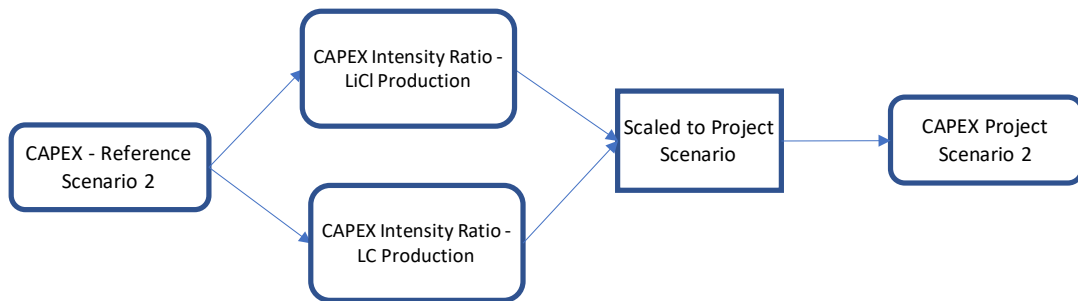 CAPEX - Reference
Scenario 2
CAPEX Intensity Ratio -
LiCl Production
CAPEX Intensity Ratio -
LC Production
Scaled to Project
Scenario
CAPEX Project
Scenario 2